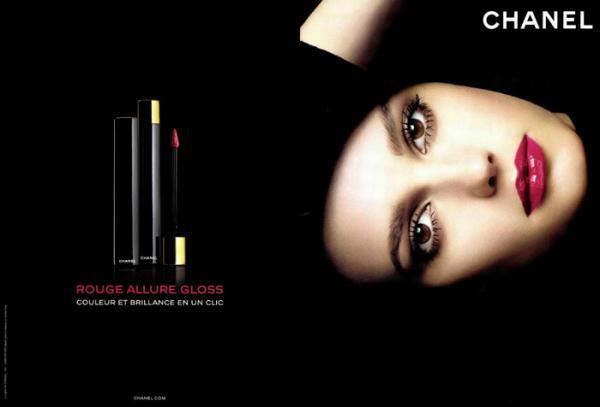 CHANEL
CHANEL
CHANEL
ROUGE ALLURE GLOSS
COULEUR ET BRILLANCE EN UN CLIC
CHANEL.COM